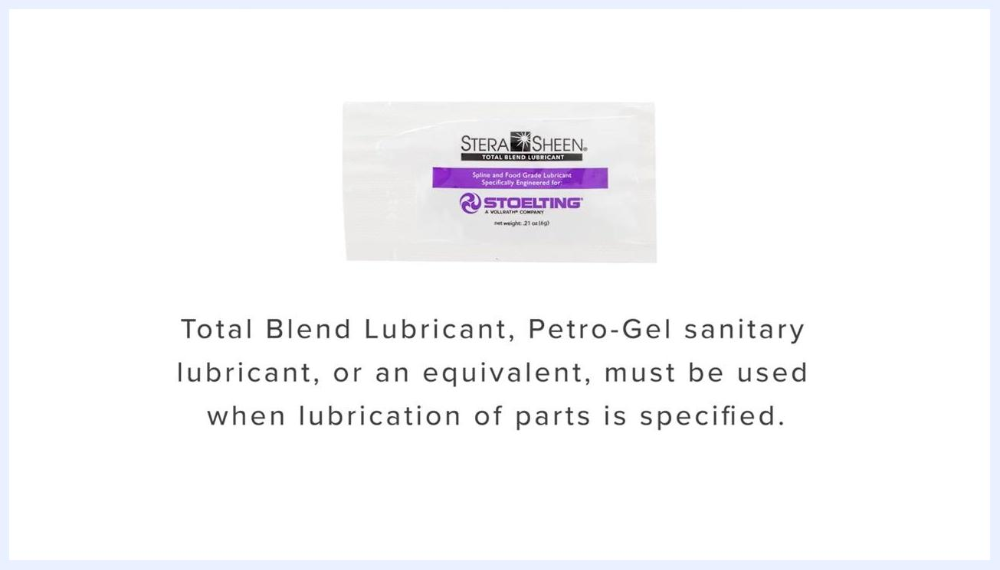 STERA SHEEN®
TOTAL BLEND LUBRICANT
Spline and Food Grade Lubricant
Specifically Engineered for:
STOELTING®
A VOLLRATH® COMPANY
net weight: .21 oz (6g)
Total Blend Lubricant, Petro-Gel sanitary
lubricant, or an equivalent, must be used
when lubrication of parts is specified.